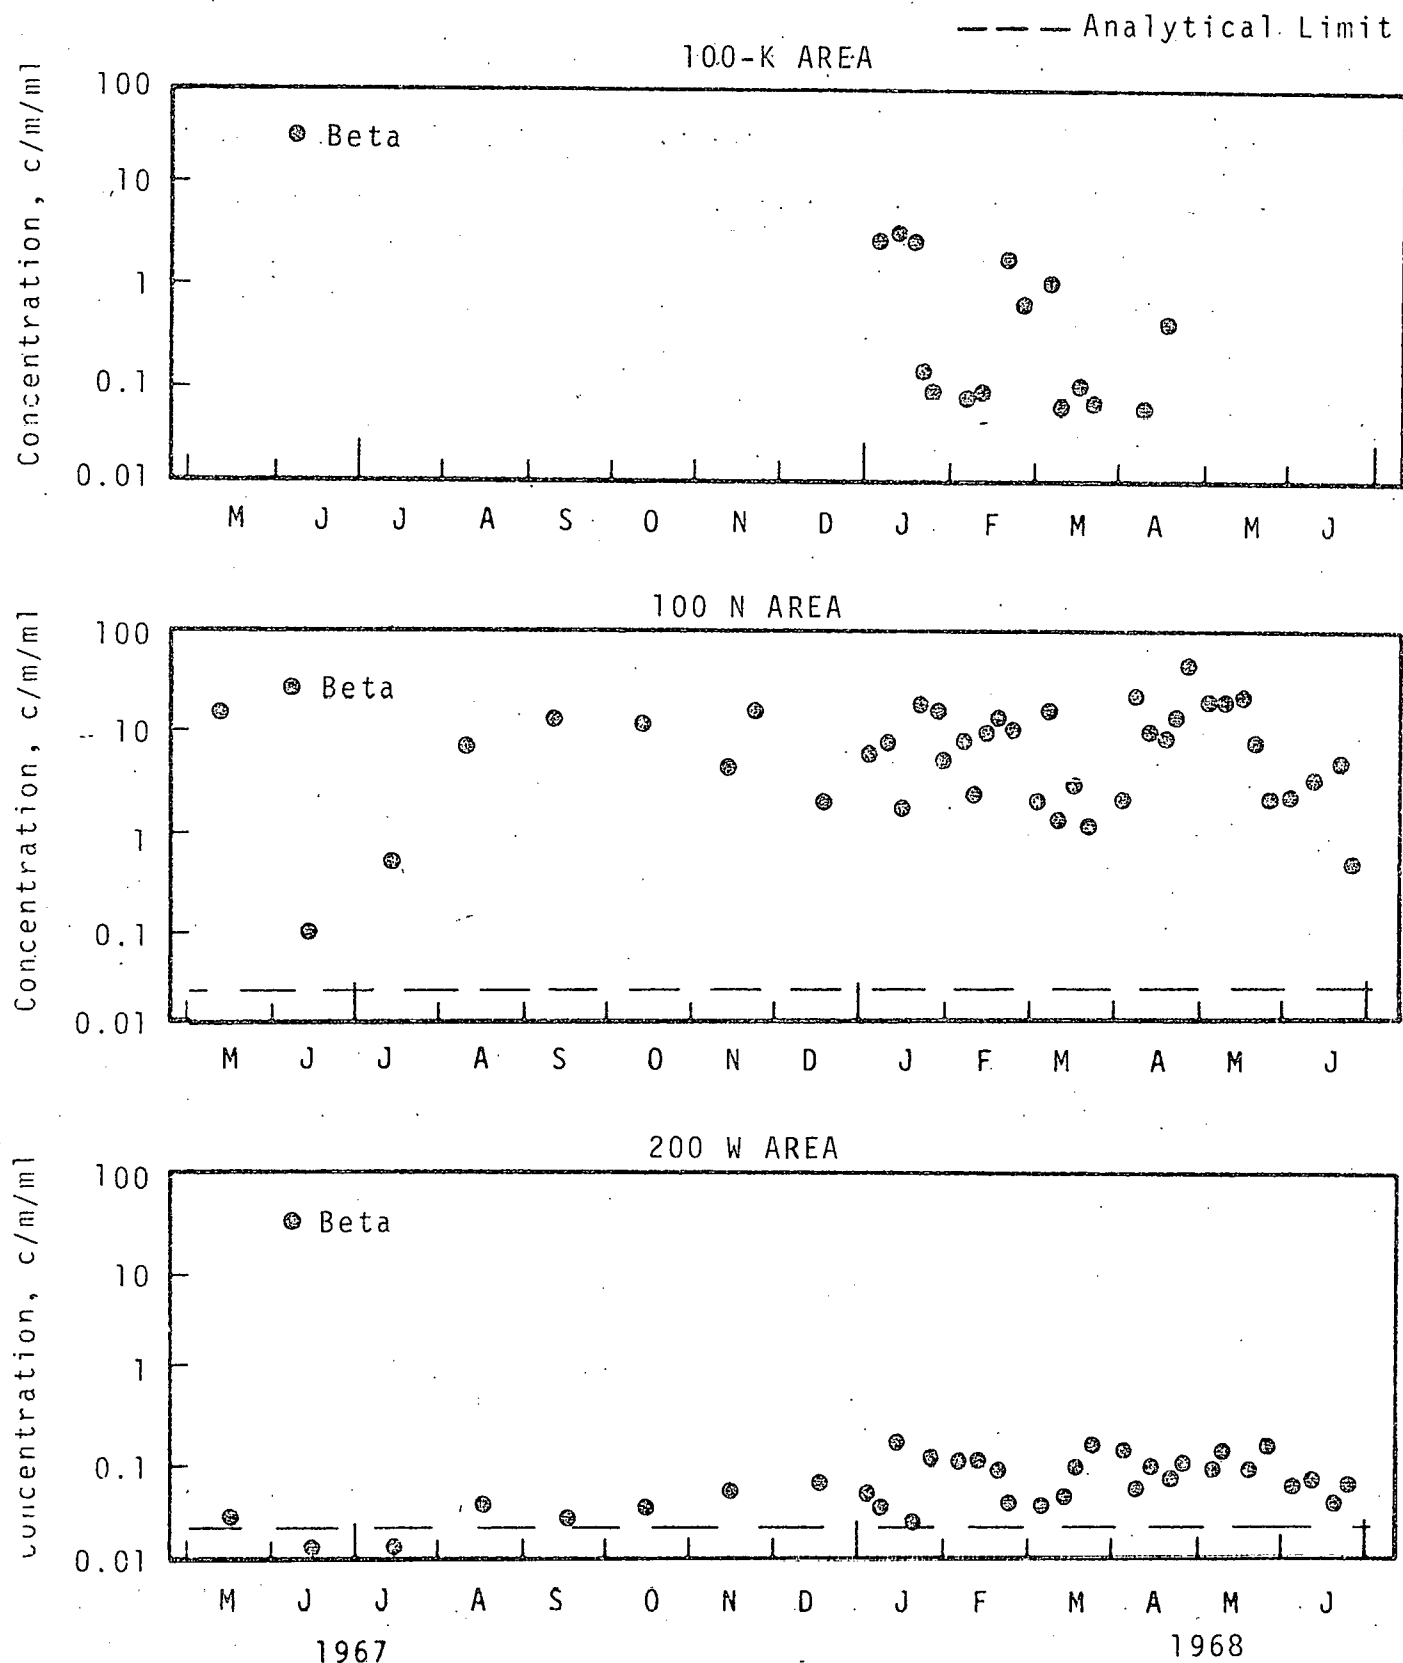 — — — Analytical Limit
100-K AREA
Concentration, c/m/ml
100
10
1
0.1
0.01
Beta
M J J A S O N D J F M A M J
100 N AREA
Concentration, c/m/ml
100
10
1
0.1
0.01
Beta
M J J A S O N D J F M A M J
200 W AREA
Concentration, c/m/ml
100
10
1
0.1
0.01
Beta
M J J A S O N D J F M A M J
1967 1968